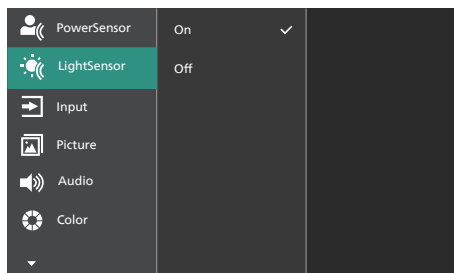 PowerSensor
On
LightSensor
Off
Input
Picture
Audio
Color